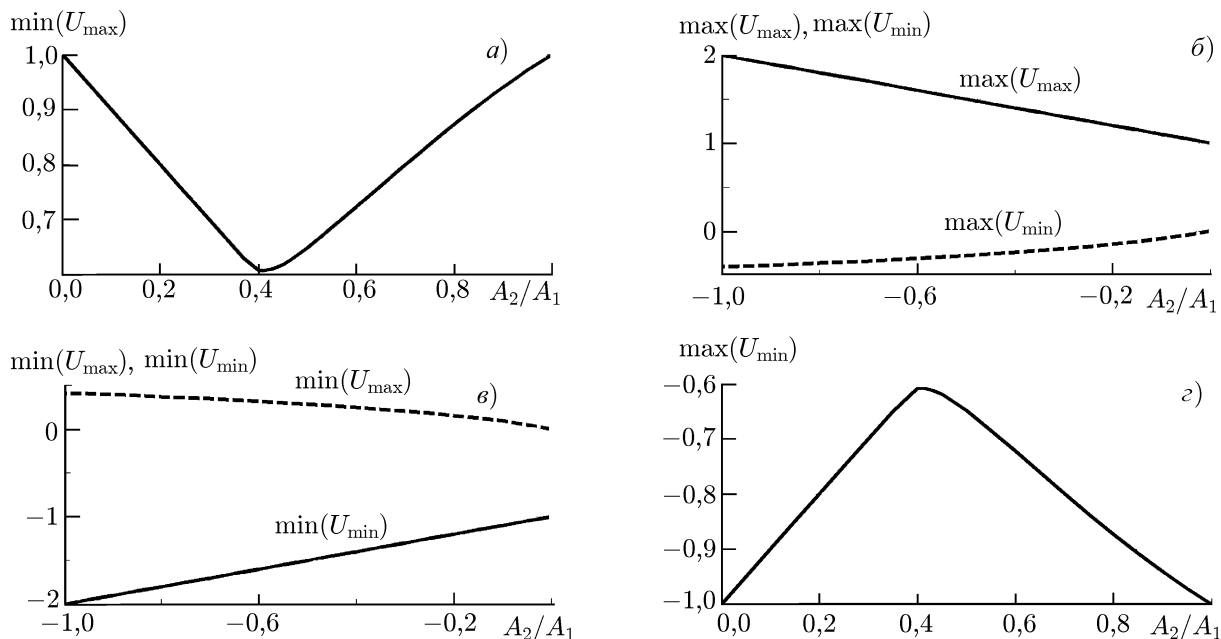 min(U_max)
а)
1,0
0,9
0,8
0,7
0,0 0,2 0,4 0,6 0,8 A_2/A_1
max(U_max), max(U_min)
б)
2
max(U_max)
1
max(U_min)
0
−1,0 −0,6 −0,2 A_2/A_1
min(U_max), min(U_min)
min(U_max)
в)
0
−1
min(U_min)
−2
−1,0 −0,6 −0,2 A_2/A_1
max(U_min)
−0,6
г)
−0,7
−0,8
−0,9
−1,0
0,0 0,2 0,4 0,6 0,8 A_2/A_1